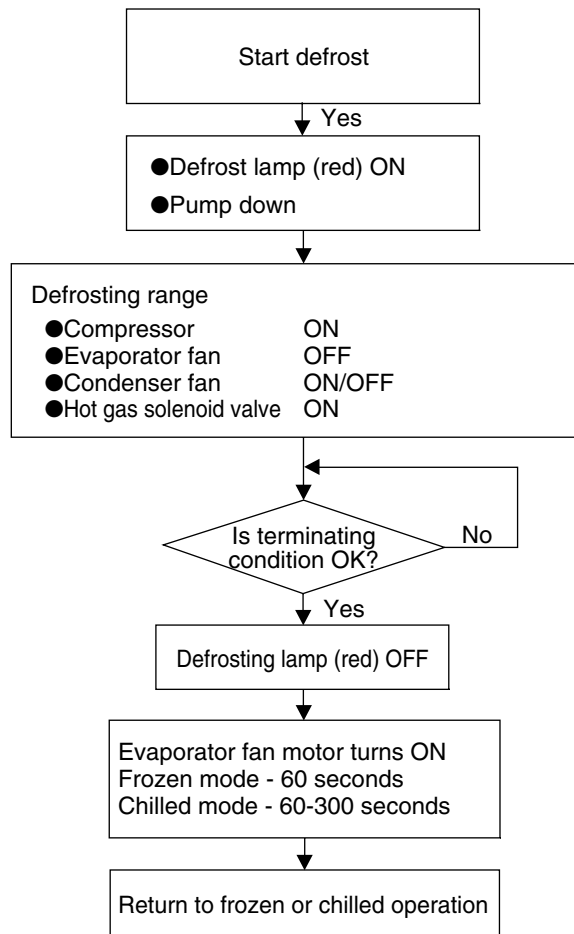 Start defrost
Yes
●Defrost lamp (red) ON
●Pump down
Defrosting range
●Compressor ON
●Evaporator fan OFF
●Condenser fan ON/OFF
●Hot gas solenoid valve ON
Is terminating
condition OK?
No
Yes
Defrosting lamp (red) OFF
Evaporator fan motor turns ON
Frozen mode - 60 seconds
Chilled mode - 60-300 seconds
Return to frozen or chilled operation